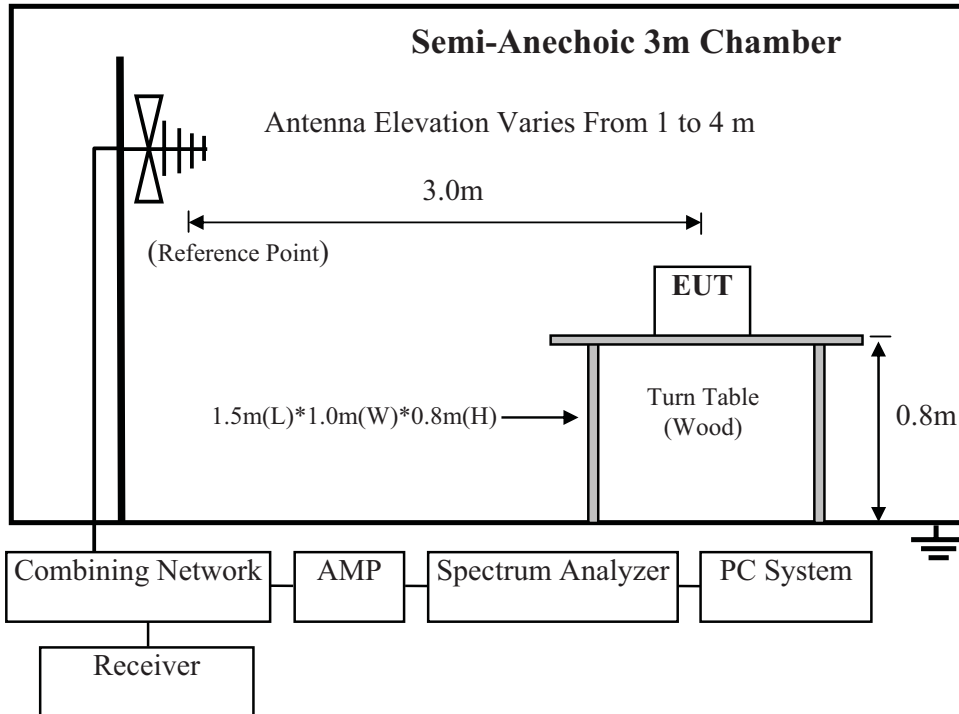 Semi-Anechoic 3m Chamber
Antenna Elevation Varies From 1 to 4 m
3.0m
(Reference Point)
EUT
1.5m(L)*1.0m(W)*0.8m(H)
Turn Table
(Wood)
0.8m
Combining Network
AMP
Spectrum Analyzer
PC System
Receiver